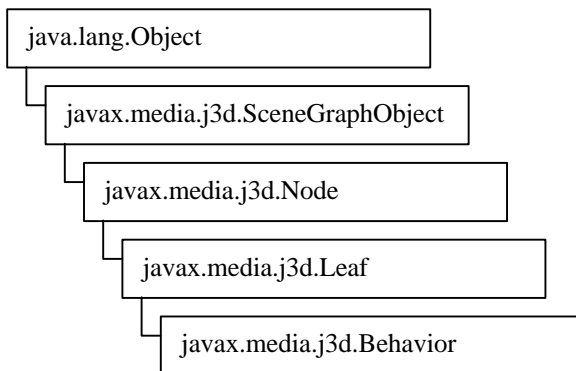 java.lang.Object
javax.media.j3d.SceneGraphObject
javax.media.j3d.Node
javax.media.j3d.Leaf
javax.media.j3d.Behavior